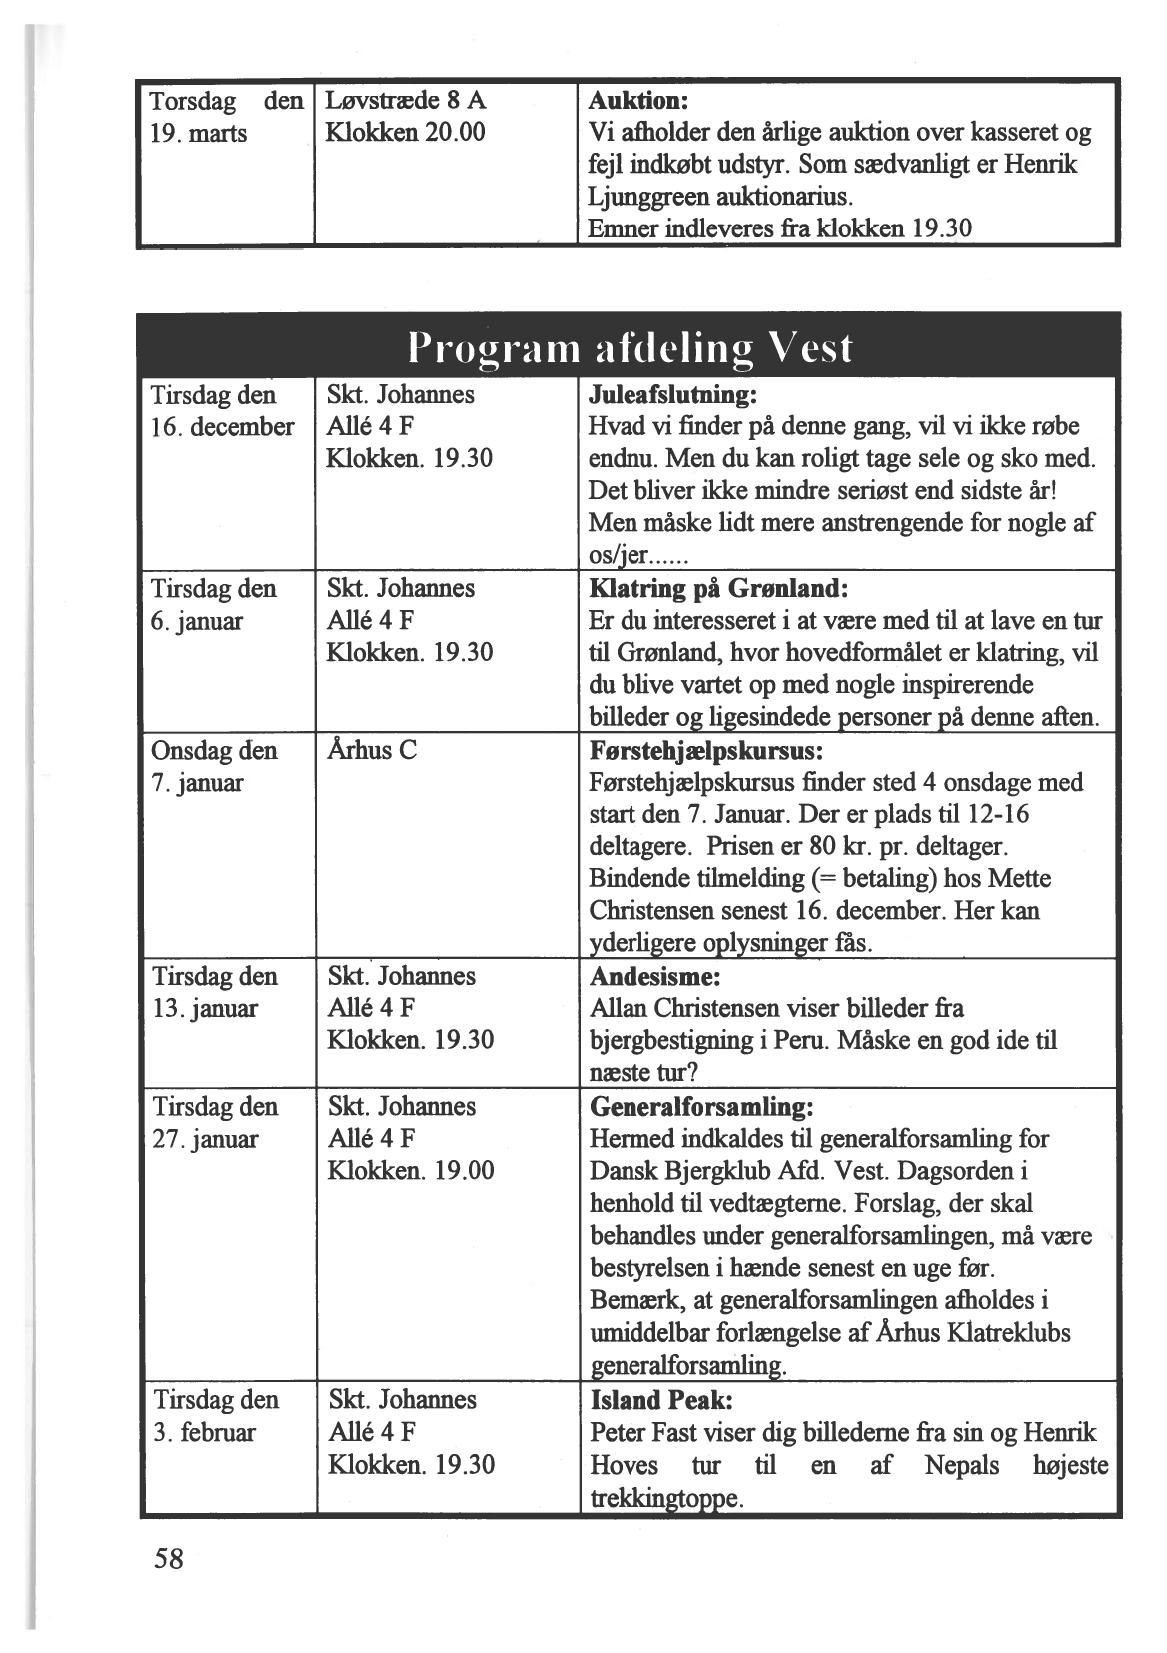 Torsdag den 19. marts
Løvstræde 8 A
Klokken 20.00
Auktion:
Vi afholder den årlige auktion over kasseret og
fejl indkøbt udstyr. Som sædvanligt er Henrik
Ljunggreen auktionarius.
Emner indleveres fra klokken 19.30
Program afdeling Vest
Tirsdag den
16. december
Skt. Johannes
Allé 4 F
Klokken. 19.30
Juleafslutning:
Hvad vi finder på denne gang, vil vi ikke røbe
endnu. Men du kan roligt tage sele og sko med.
Det bliver ikke mindre seriøst end sidste år!
Men måske lidt mere anstrengende for nogle af
os/jer......
Tirsdag den
6. januar
Skt. Johannes
Allé 4 F
Klokken. 19.30
Klatring på Grønland:
Er du interesseret i at være med til at lave en tur
til Grønland, hvor hovedformålet er klatring, vil
du blive vartet op med nogle inspirerende
billeder og ligesindede personer på denne aften.
Onsdag den
7. januar
Århus C
Førstehjælpskursus:
Førstehjælpskursus finder sted 4 onsdage med
start den 7. Januar. Der er plads til 12-16
deltagere. Prisen er 80 kr. pr. deltager.
Bindende tilmelding (= betaling) hos Mette
Christensen senest 16. december. Her kan
yderligere oplysninger fås.
Tirsdag den
13. januar
Skt. Johannes
Allé 4 F
Klokken. 19.30
Andesisme:
Allan Christensen viser billeder fra
bjergbestigning i Peru. Måske en god ide til
næste tur?
Tirsdag den
27. januar
Skt. Johannes
Allé 4 F
Klokken. 19.00
Generalforsamling:
Hermed indkaldes til generalforsamling for
Dansk Bjergklub Afd. Vest. Dagsorden i
henhold til vedtægterne. Forslag, der skal
behandles under generalforsamlingen, må være
bestyrelsen i hænde senest en uge før.
Bemærk, at generalforsamlingen afholdes i
umiddelbar forlængelse af Århus Klatreklubs
generalforsamling.
Tirsdag den
3. februar
Skt. Johannes
Allé 4 F
Klokken. 19.30
Island Peak:
Peter Fast viser dig billederne fra sin og Henrik
Hoves tur til en af Nepals højeste
trekkingtoppe.
58